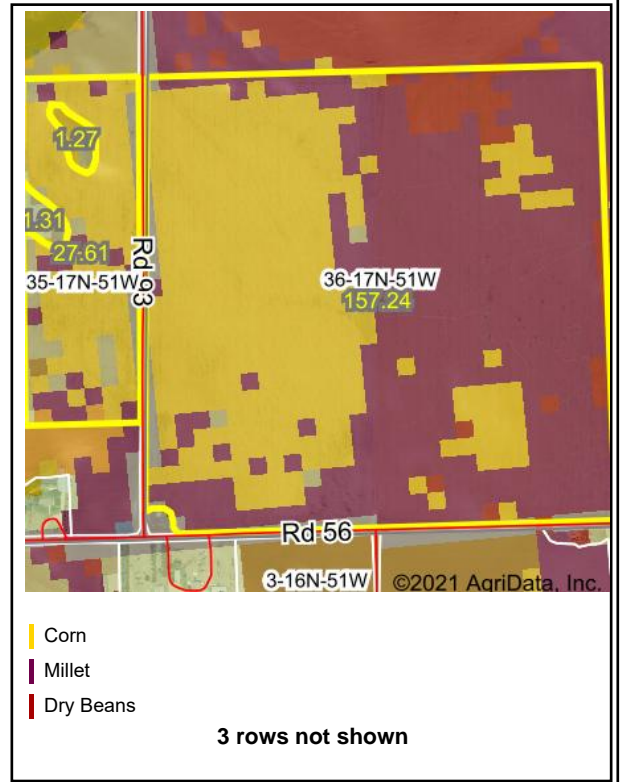 1.27
1.31
27.61
35-17N-51W
Rd 93
36-17N-51W
157.24
Rd 56
3-16N-51W
©2021 AgriData, Inc.
Corn
Millet
Dry Beans
3 rows not shown